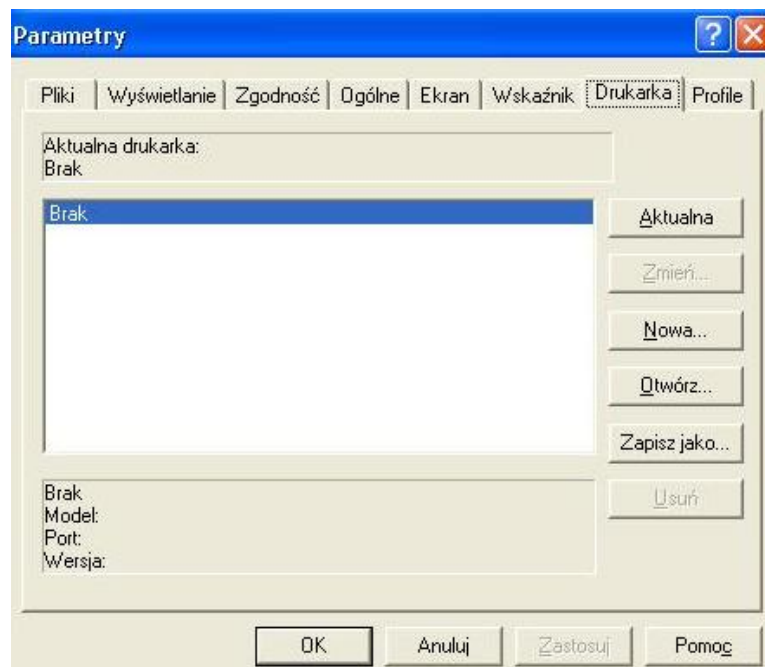 Parametry
Pliki Wyświetlanie Zgodność Ogólne Ekran Wskaźnik Drukarka Profile
Aktualna drukarka:
Brak
Brak
Aktualna
Zmień...
Nowa...
Otwórz...
Zapisz jako...
Usuń
Brak
Model:
Port:
Wersja:
OK Anuluj Zastosuj Pomoc